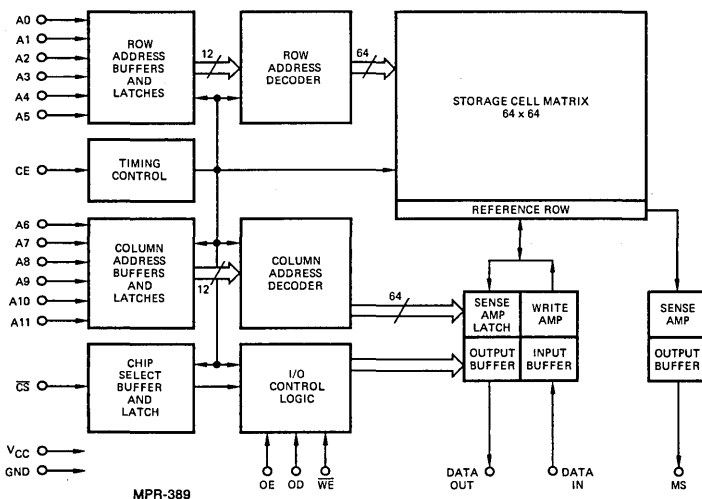 A0
A1
A2
A3
A4
A5
ROW
ADDRESS
BUFFERS
AND
LATCHES
12
ROW
ADDRESS
DECODER
64
STORAGE CELL MATRIX
64 x 64
REFERENCE ROW
CE
TIMING
CONTROL
A6
A7
A8
A9
A10
A11
COLUMN
ADDRESS
BUFFERS
AND
LATCHES
12
COLUMN
ADDRESS
DECODER
64
SENSE
AMP
LATCH
WRITE
AMP
OUTPUT
BUFFER
INPUT
BUFFER
SENSE
AMP
OUTPUT
BUFFER
CS
CHIP
SELECT
BUFFER
AND
LATCH
I/O
CONTROL
LOGIC
VCC
GND
OE
OD
WE
DATA
OUT
DATA
IN
MS
MPR-389